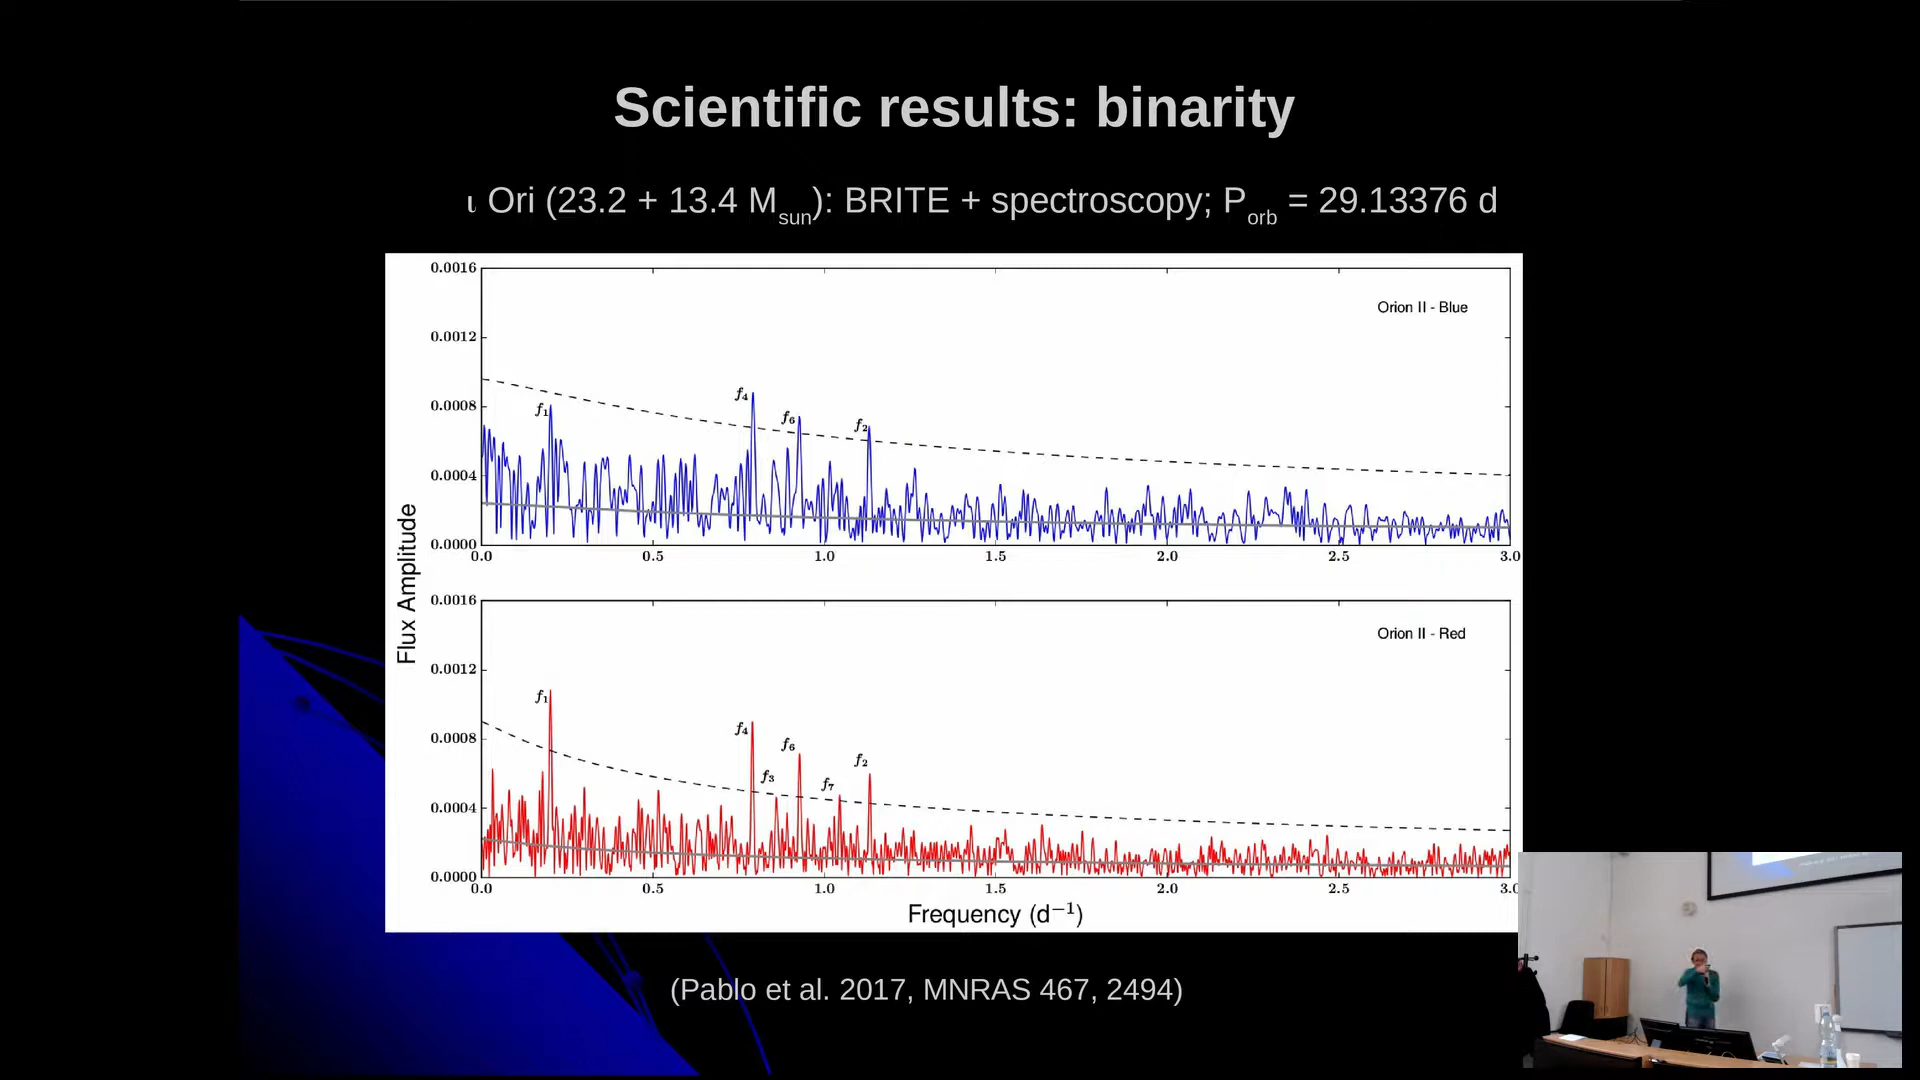 Scientific results: binarity
ι Ori (23.2 + 13.4 Msun): BRITE + spectroscopy; Porb = 29.13376 d
0.0016
Orion II - Blue
0.0012
f4
0.0008
f1
f6
f2
0.0004
0.0000
0.0 0.5 1.0 1.5 2.0 2.5 3.0
Flux Amplitude
0.0016
Orion II - Red
0.0012
f1
0.0008
f4
f6
f2
f3
f7
0.0004
0.0000
0.0 0.5 1.0 1.5 2.0 2.5 3.0
Frequency (d−1)
(Pablo et al. 2017, MNRAS 467, 2494)